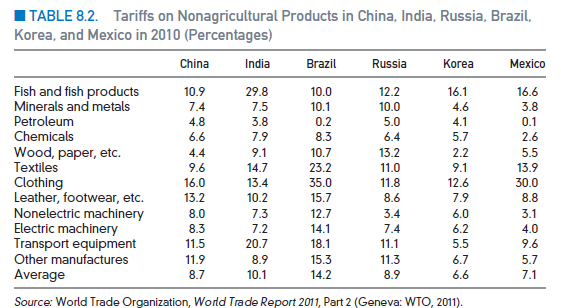 ■ TABLE 8.2. Tariffs on Nonagricultural Products in China, India, Russia, Brazil,
Korea, and Mexico in 2010 (Percentages)
China India Brazil Russia Korea Mexico
Fish and fish products 10.9 29.8 10.0 12.2 16.1 16.6
Minerals and metals 7.4 7.5 10.1 10.0 4.6 3.8
Petroleum 4.8 3.8 0.2 5.0 4.1 0.1
Chemicals 6.6 7.9 8.3 6.4 5.7 2.6
Wood, paper, etc. 4.4 9.1 10.7 13.2 2.2 5.5
Textiles 9.6 14.7 23.2 11.0 9.1 13.9
Clothing 16.0 13.4 35.0 11.8 12.6 30.0
Leather, footwear, etc. 13.2 10.2 15.7 8.6 7.9 8.8
Nonelectric machinery 8.0 7.3 12.7 3.4 6.0 3.1
Electric machinery 8.3 7.2 14.1 7.4 6.2 4.0
Transport equipment 11.5 20.7 18.1 11.1 5.5 9.6
Other manufactures 11.9 8.9 15.3 11.3 6.7 5.7
Average 8.7 10.1 14.2 8.9 6.6 7.1
Source: World Trade Organization, World Trade Report 2011, Part 2 (Geneva: WTO, 2011).